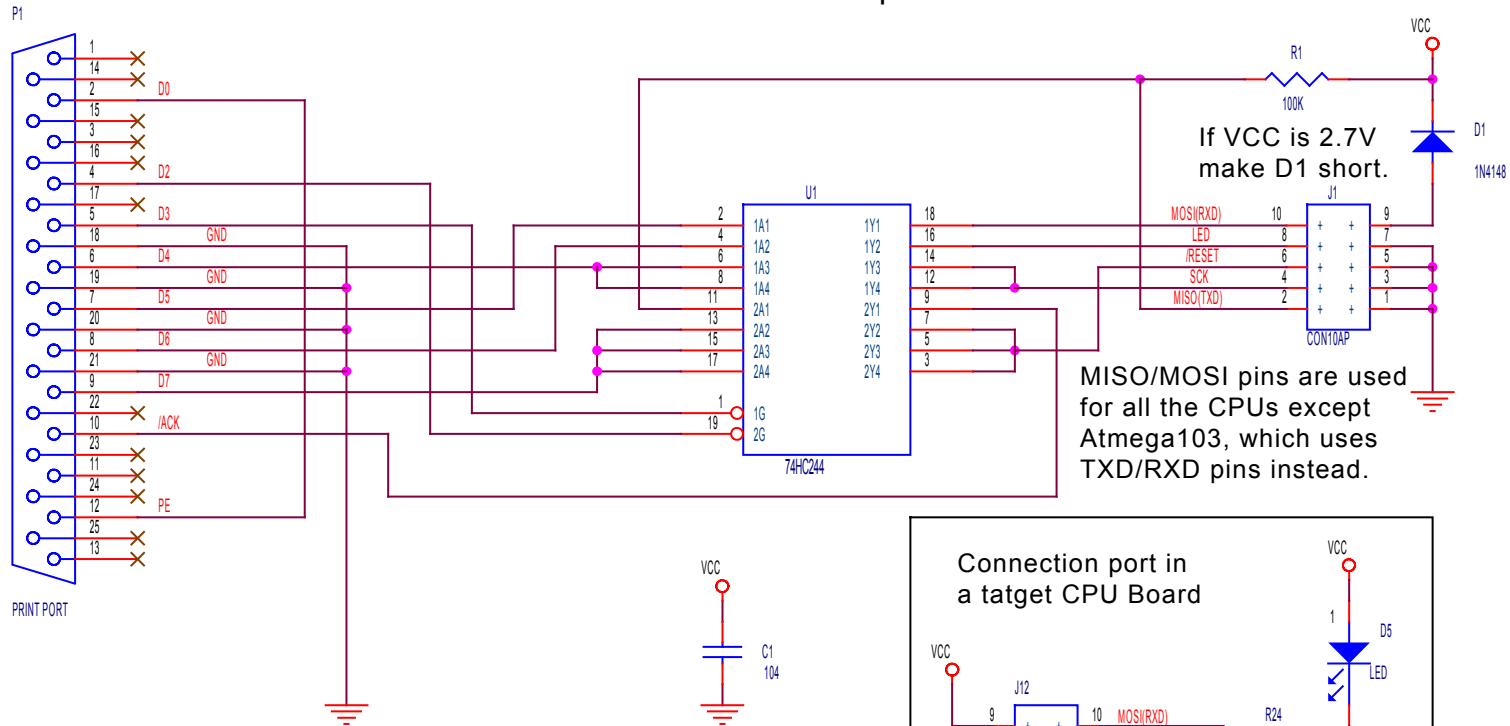 P1
1
14
2
D0
15
3
16
4
D2
17
5
D3
18
GND
6
D4
19
GND
7
D5
20
GND
8
D6
21
GND
9
D7
22
10
/ACK
23
11
24
12
PE
25
13
PRINT PORT
VCC
R1
100K
If VCC is 2.7V
make D1 short.
D1
1N4148
U1
2 1A1 1Y1 18
4 1A2 1Y2 16
6 1A3 1Y3 14
8 1A4 1Y4 12
11 2A1 2Y1 9
13 2A2 2Y2 7
15 2A3 2Y3 5
17 2A4 2Y4 3
1 1G
19 2G
74HC244
J1
MOSI(RXD) 10 9
LED 8 7
/RESET 6 5
SCK 4 3
MISO(TXD) 2 1
CON10AP
MISO/MOSI pins are used
for all the CPUs except
Atmega103, which uses
TXD/RXD pins instead.
VCC
C1
104
Connection port in
a tatget CPU Board
VCC
1
D5
LED
VCC
J12
9 10 MOSI(RXD)
R24